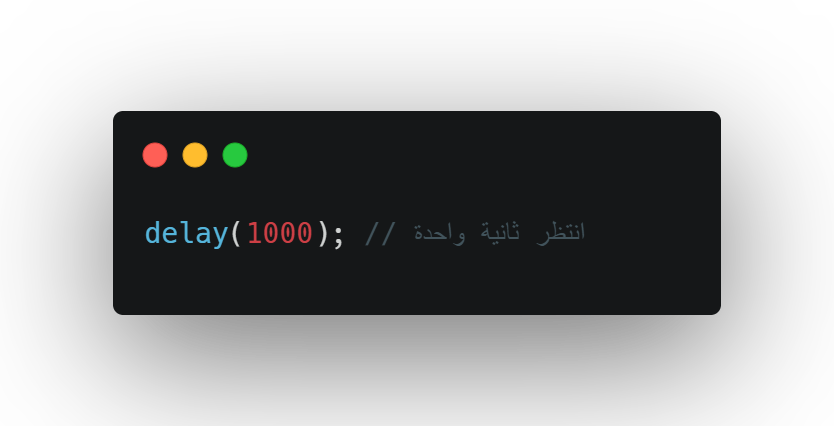 delay(1000); // انتظر ثانية واحدة